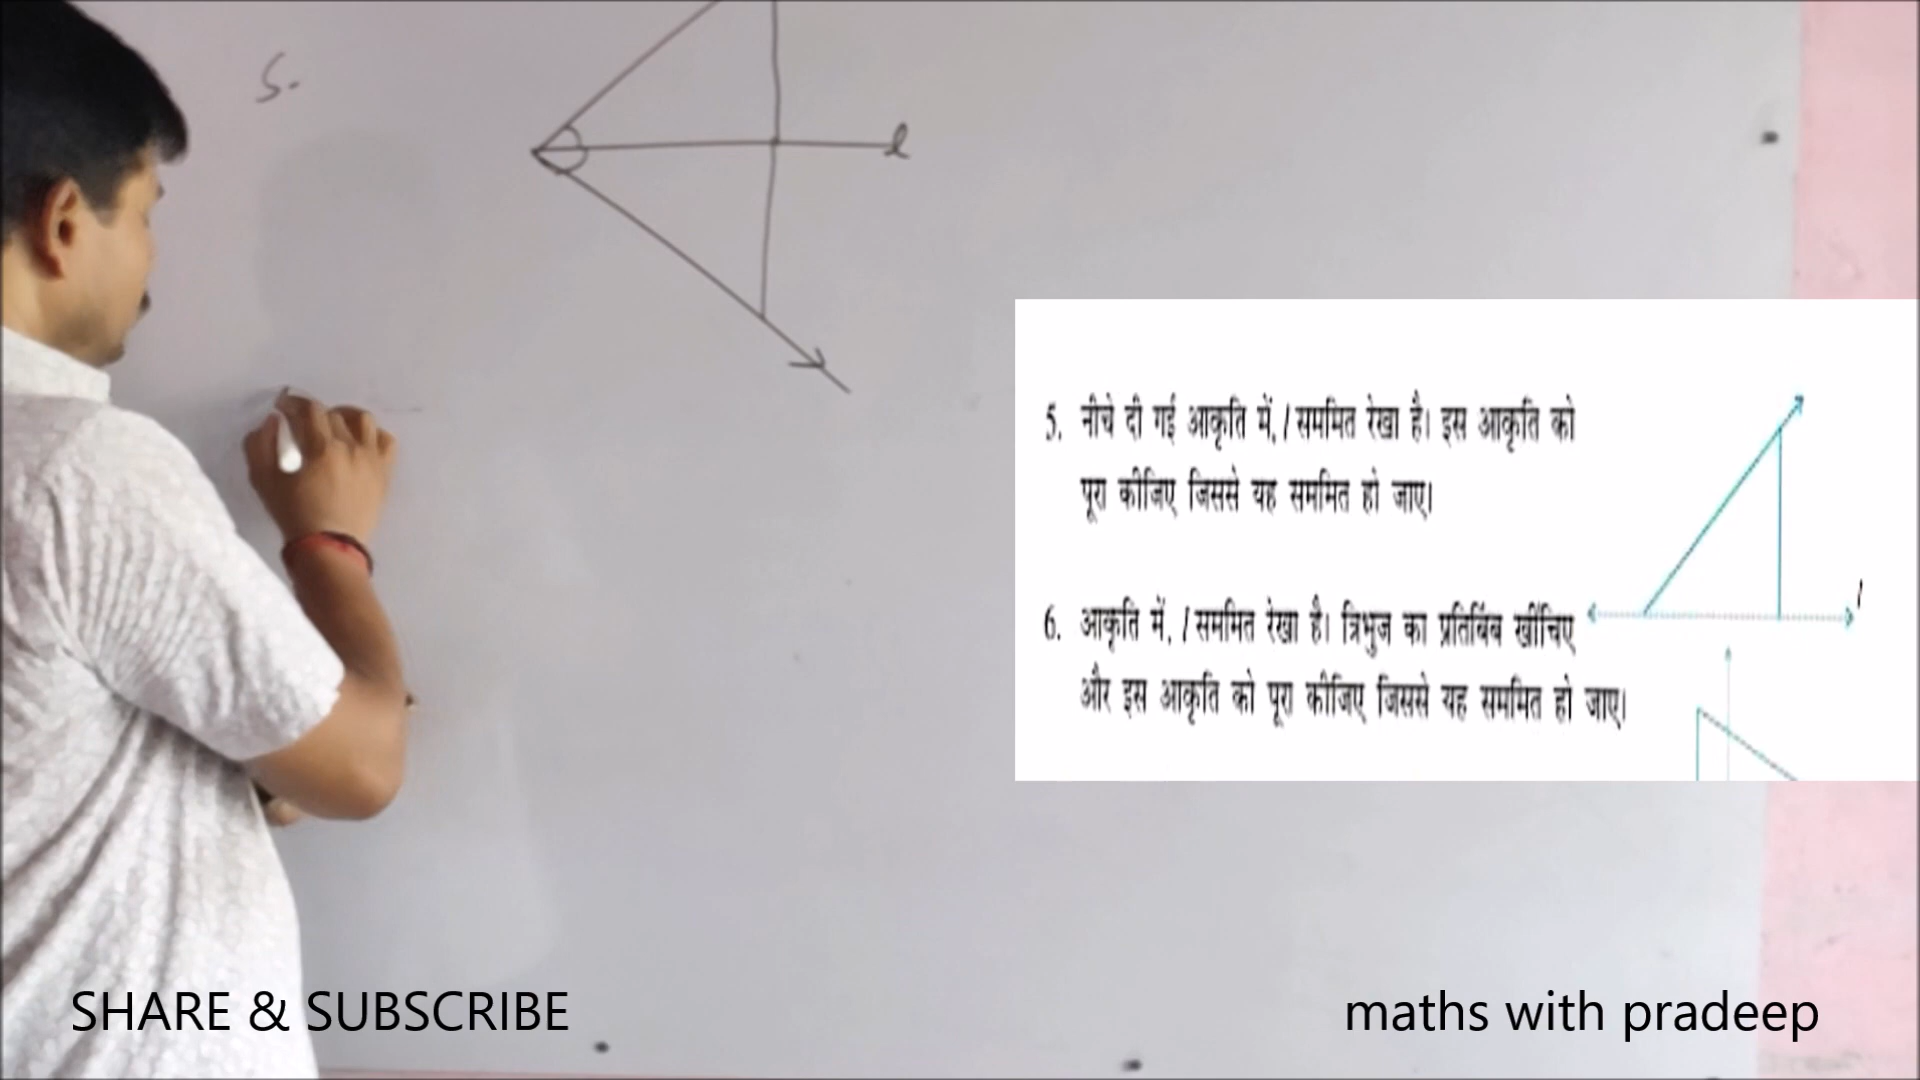 5.
l
5. नीचे दी गई आकृति में, l सममित रेखा है। इस आकृति को
पूरा कीजिए जिससे यह सममित हो जाए।
l
6. आकृति में, l सममित रेखा है। त्रिभुज का प्रतिबिंब खींचिए
और इस आकृति को पूरा कीजिए जिससे यह सममित हो जाए।
SHARE & SUBSCRIBE
maths with pradeep